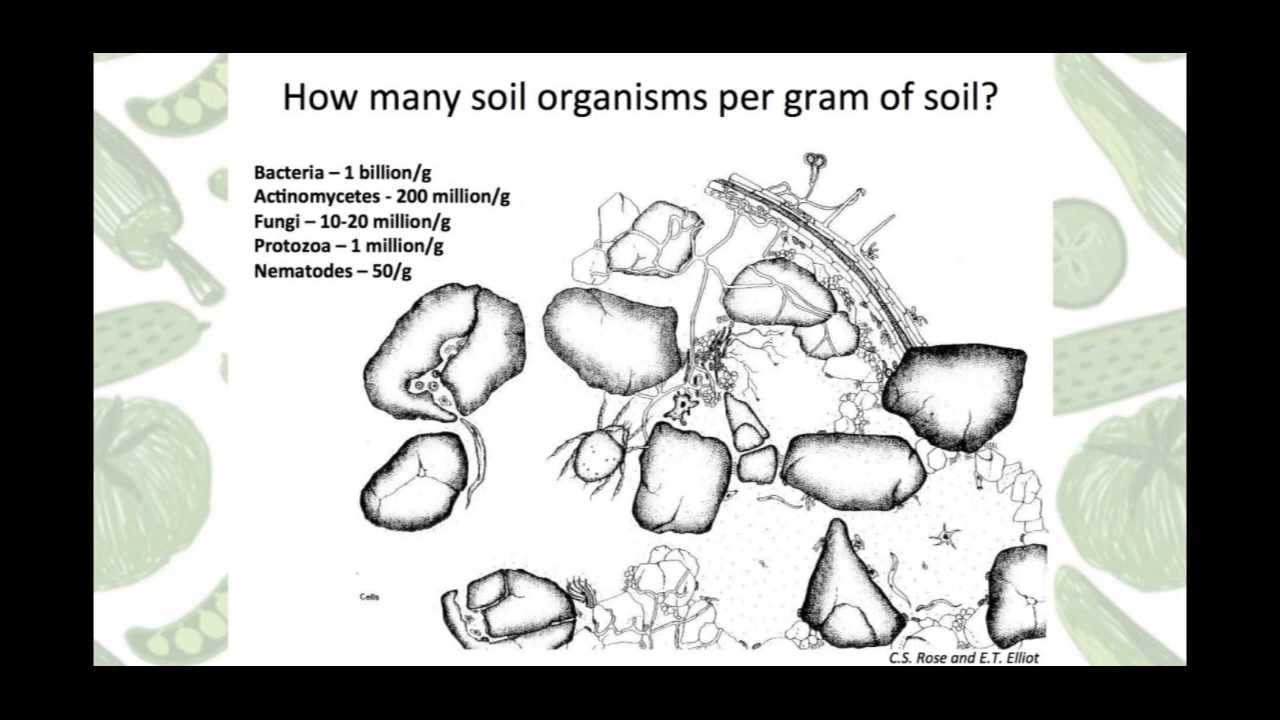 How many soil organisms per gram of soil?
Bacteria – 1 billion/g
Actinomycetes - 200 million/g
Fungi – 10-20 million/g
Protozoa – 1 million/g
Nematodes – 50/g
Cells
C.S. Rose and E.T. Elliot